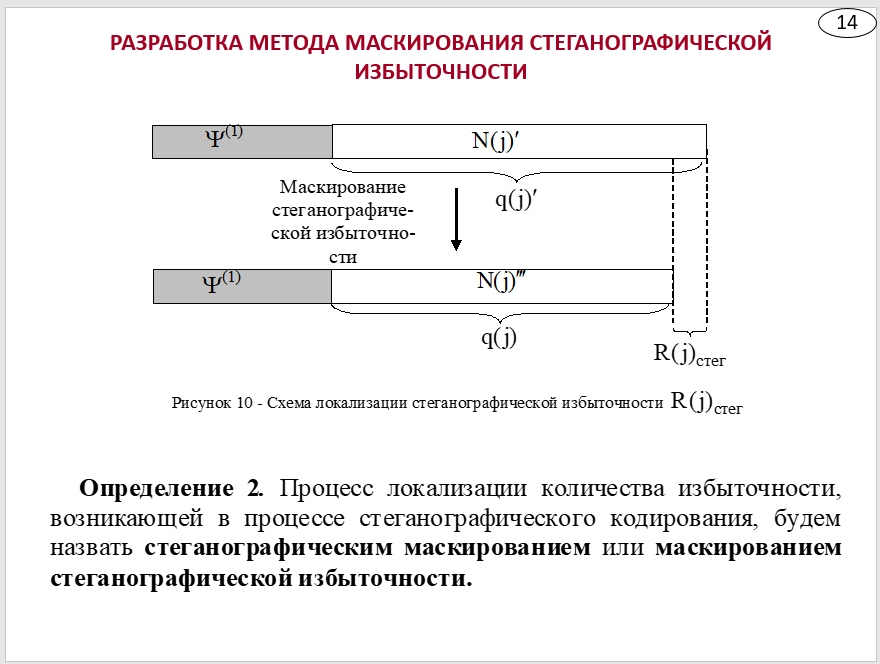 14
РАЗРАБОТКА МЕТОДА МАСКИРОВАНИЯ СТЕГАНОГРАФИЧЕСКОЙ
ИЗБЫТОЧНОСТИ
Ψ⁽¹⁾ N(j)′
Маскирование
стеганографиче-
ской избыточно-
сти
q(j)′
Ψ⁽¹⁾ N(j)‴
q(j)
R(j)стег
Рисунок 10 - Схема локализации стеганографической избыточности R(j)стег
Определение 2. Процесс локализации количества избыточности,
возникающей в процессе стеганографического кодирования, будем
назвать стеганографическим маскированием или маскированием
стеганографической избыточности.